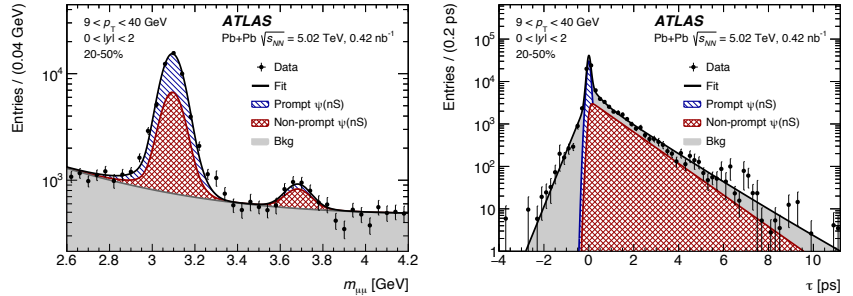 9 < p_T < 40 GeV
0 < |y| < 2
20-50%
ATLAS
Pb+Pb √s_NN = 5.02 TeV, 0.42 nb⁻¹
Data
Fit
Prompt ψ(nS)
Non-prompt ψ(nS)
Bkg
Entries / (0.04 GeV)
10⁴
10³
2.6 2.8 3 3.2 3.4 3.6 3.8 4 4.2
m_μμ [GeV]
9 < p_T < 40 GeV
0 < |y| < 2
20-50%
ATLAS
Pb+Pb √s_NN = 5.02 TeV, 0.42 nb⁻¹
Data
Fit
Prompt ψ(nS)
Non-prompt ψ(nS)
Bkg
Entries / (0.2 ps)
10⁵
10⁴
10³
10²
10
1
−4 −2 0 2 4 6 8 10
τ [ps]